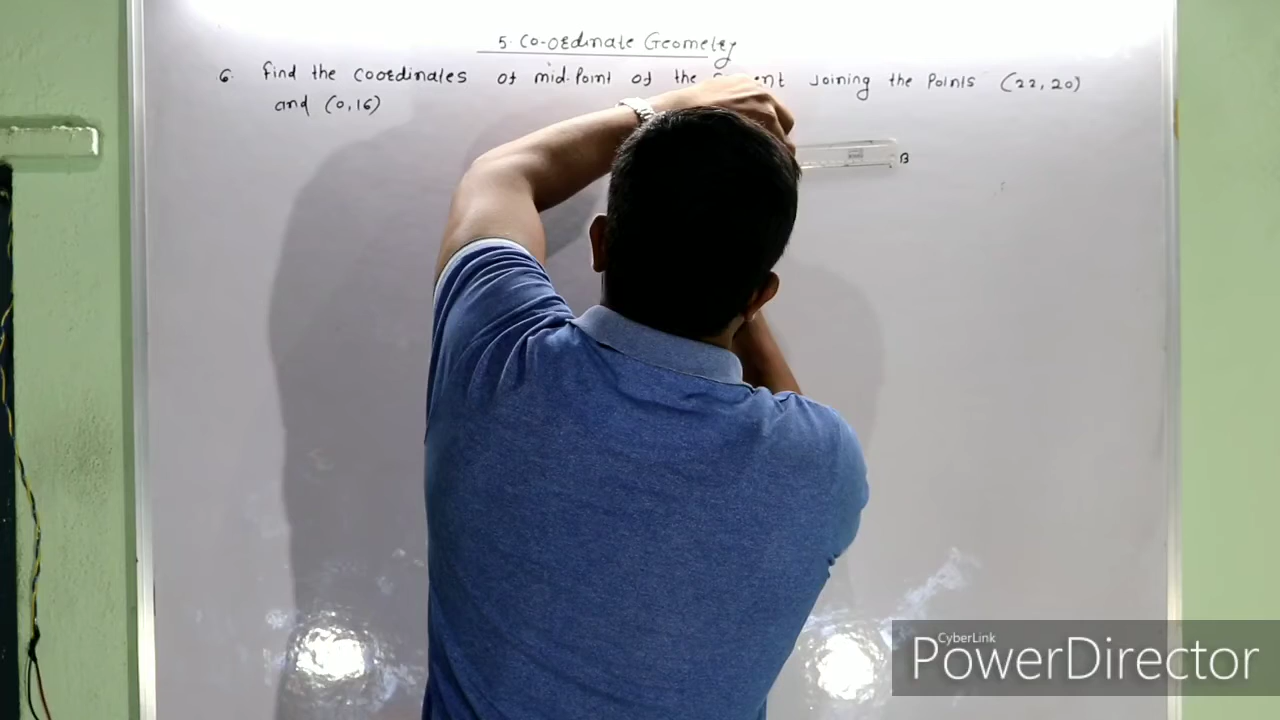 5. Co-ordinate Geometry
6. Find the coordinates of mid-Point of the joining the Points (22, 20)
and (0, 16)
B
CyberLink
PowerDirector